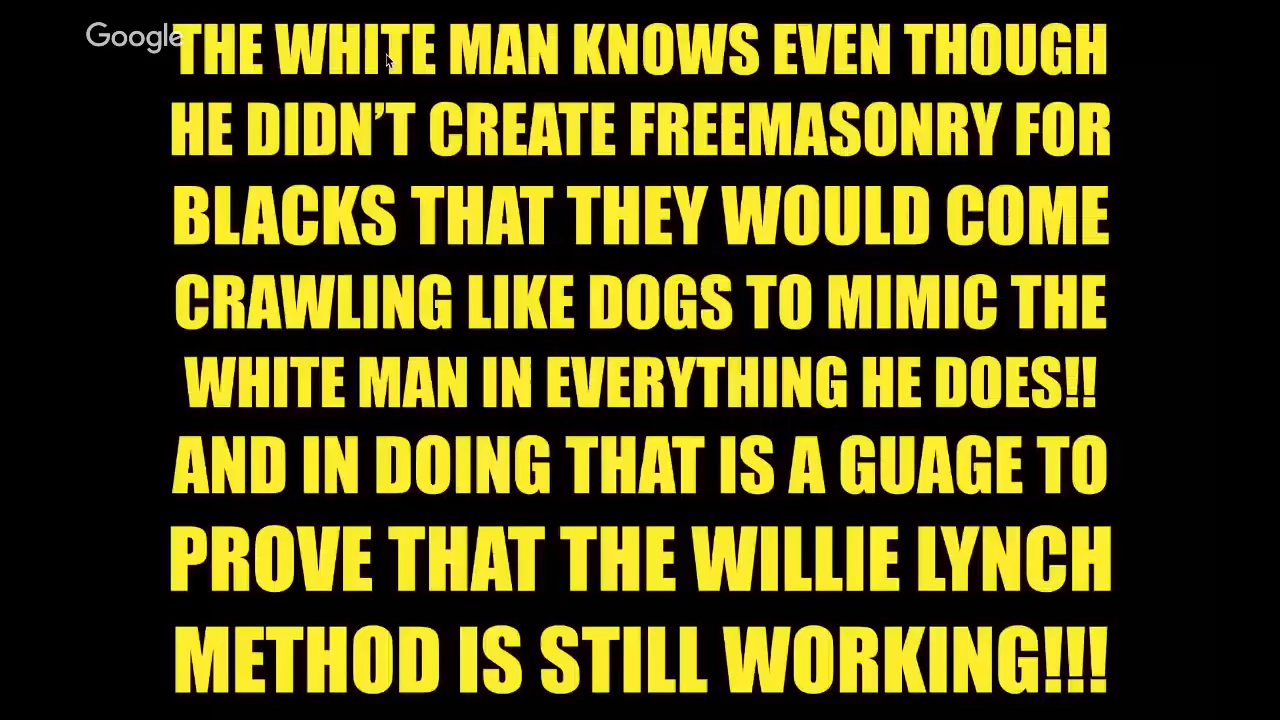 Google
THE WHITE MAN KNOWS EVEN THOUGH
HE DIDN’T CREATE FREEMASONRY FOR
BLACKS THAT THEY WOULD COME
CRAWLING LIKE DOGS TO MIMIC THE
WHITE MAN IN EVERYTHING HE DOES!!
AND IN DOING THAT IS A GUAGE TO
PROVE THAT THE WILLIE LYNCH
METHOD IS STILL WORKING!!!